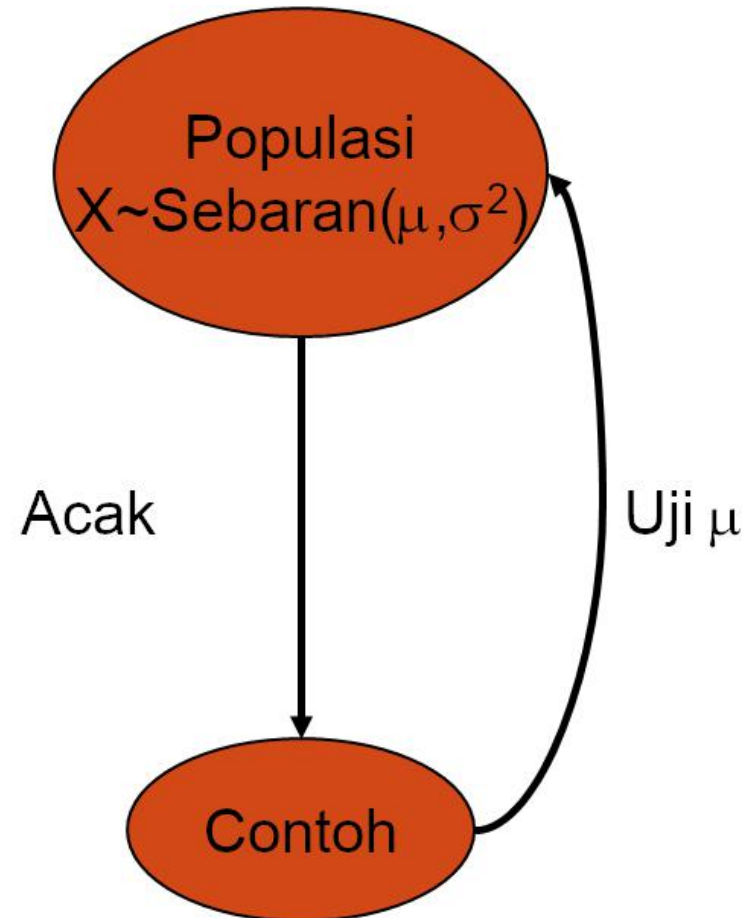 Populasi
X~Sebaran(μ,σ²)
Acak
Uji μ
Contoh